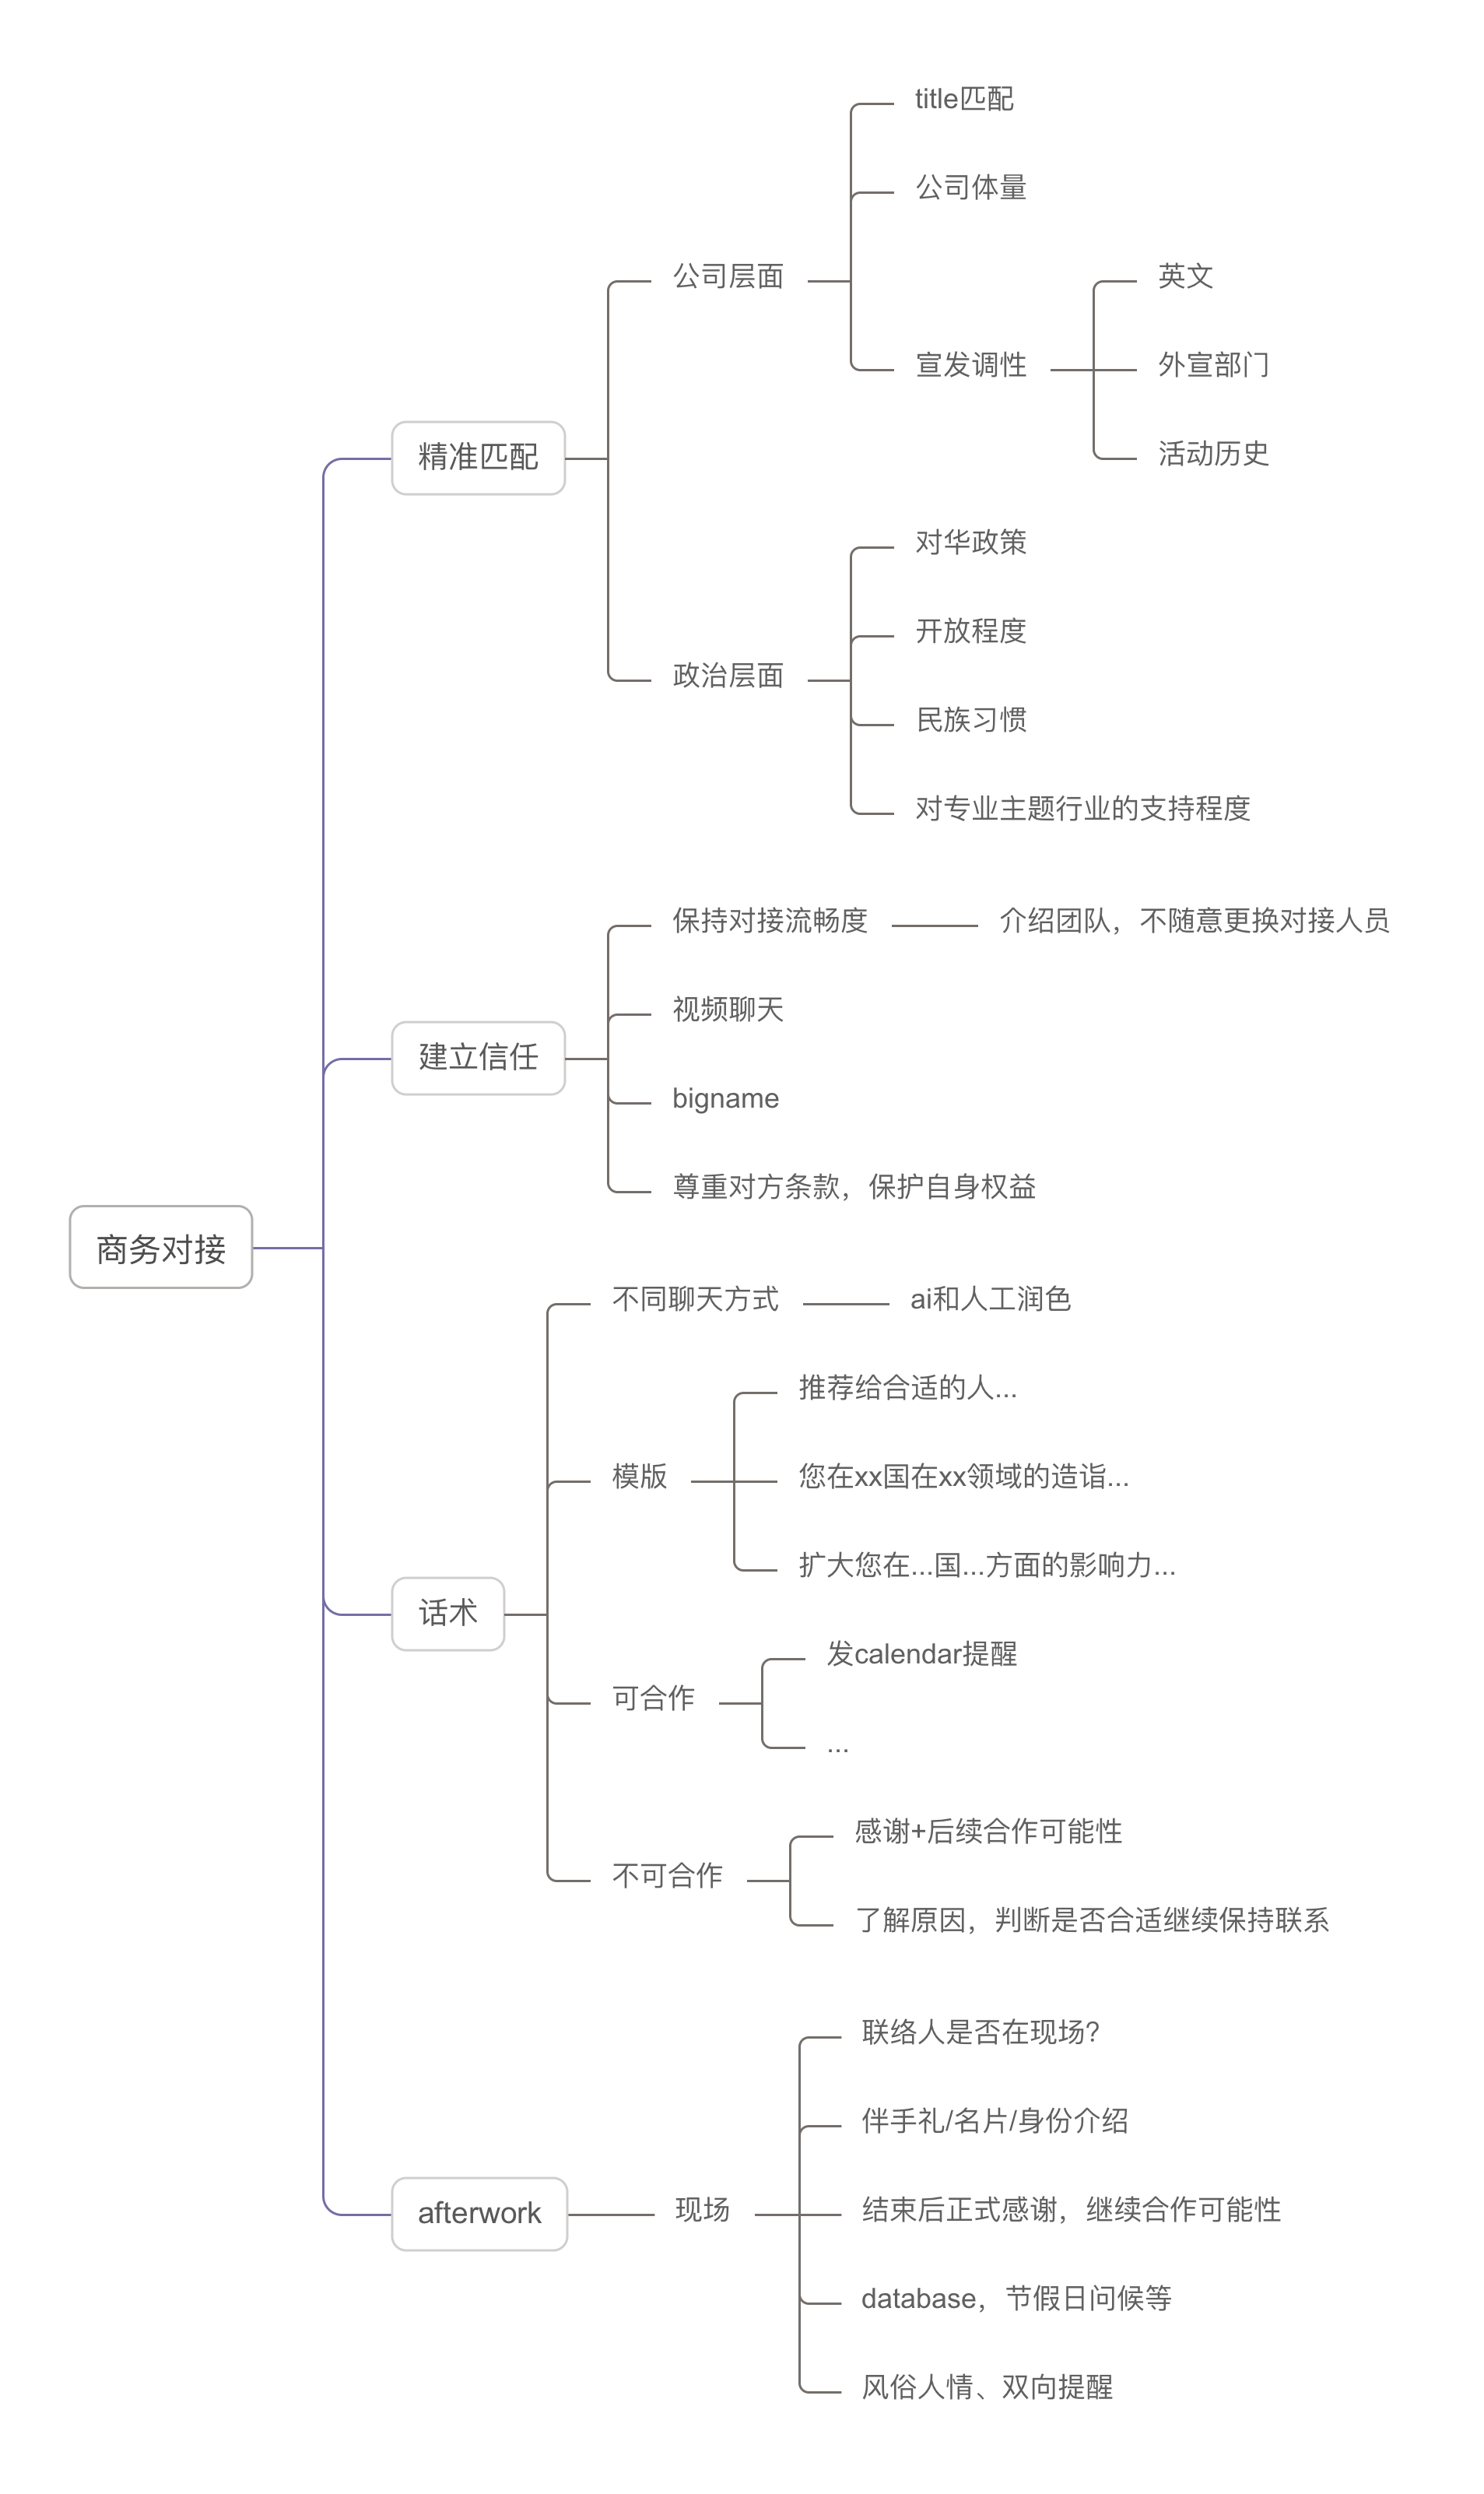 title匹配
公司体量
公司层面
英文
宣发调性
外宣部门
活动历史
精准匹配
对华政策
开放程度
政治层面
民族习惯
对专业主题行业的支持程度
保持对接流畅度
介绍团队，不随意更换对接人员
视频聊天
建立信任
bigname
尊重对方条款，保护自身权益
商务对接
不同聊天方式
ai和人工润色
推荐给合适的人...
模版
您在xx国在xx领域的造诣...
扩大您在...国...方面的影响力...
话术
发calendar提醒
可合作
...
感谢+后续合作可能性
不可合作
了解原因，判断是否合适继续保持联系
联络人是否在现场？
伴手礼/名片/身份介绍
afterwork
现场
结束后正式感谢，继续合作可能性
database，节假日问候等
风俗人情、双向提醒